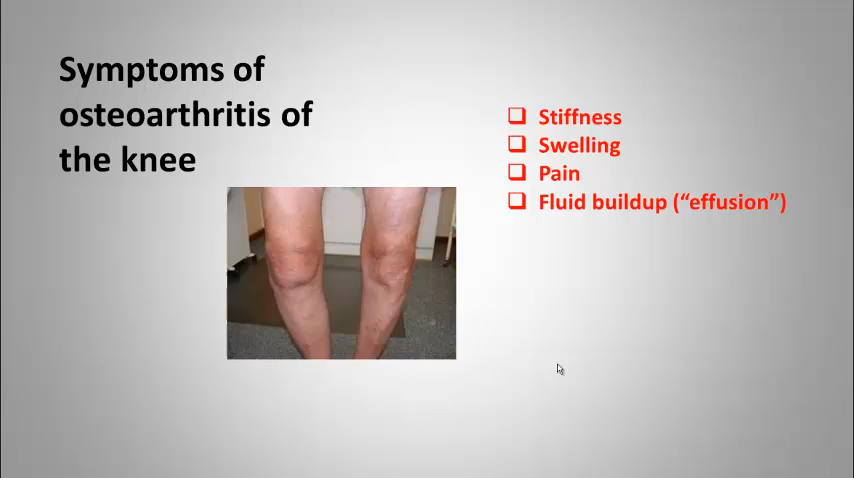 Symptoms of
osteoarthritis of
the knee
Stiffness
Swelling
Pain
Fluid buildup (“effusion”)